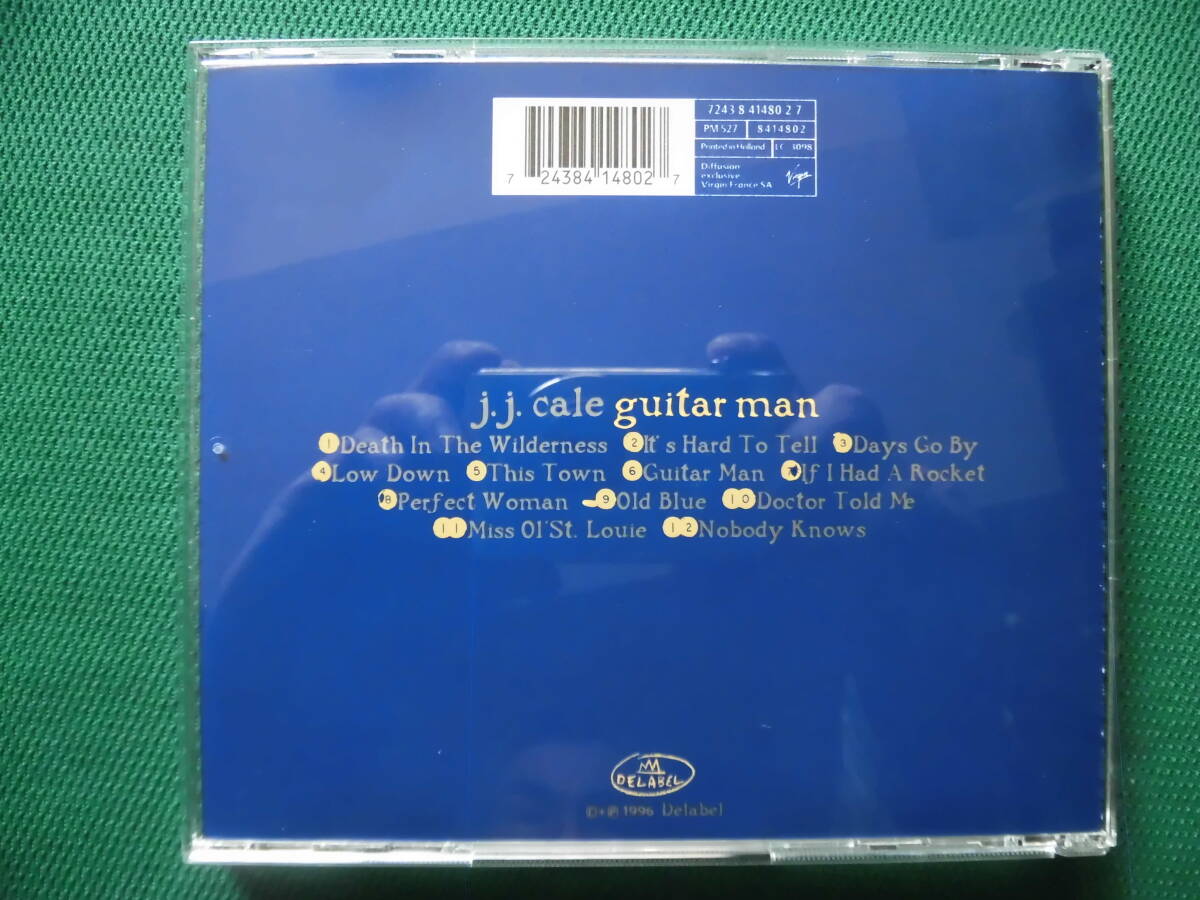 7243 8 41480 2 7
PM 527 8414802
Printed in Holland LC 3098
Diffusion
exclusive
Virgin France SA
Virgin
7 24384 14802 7
j.j. cale guitar man
1 Death In The Wilderness 2 It's Hard To Tell 3 Days Go By
4 Low Down 5 This Town 6 Guitar Man 7 If I Had A Rocket
8 Perfect Woman 9 Old Blue 10 Doctor Told Me
11 Miss Ol' St. Louie 12 Nobody Knows
DELABEL
©+℗ 1996 Delabel